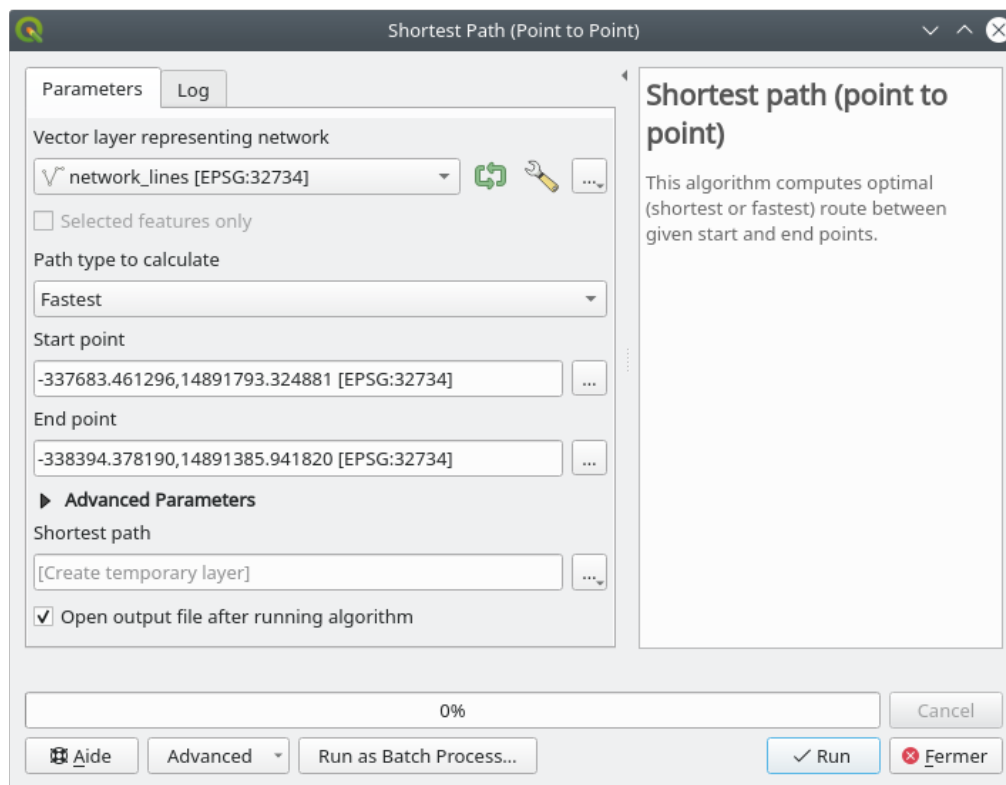 Shortest Path (Point to Point)
Parameters
Log
Vector layer representing network
network_lines [EPSG:32734]
...
Selected features only
Path type to calculate
Fastest
Start point
-337683.461296,14891793.324881 [EPSG:32734]
...
End point
-338394.378190,14891385.941820 [EPSG:32734]
...
Advanced Parameters
Shortest path
[Create temporary layer]
...
Open output file after running algorithm
Shortest path (point to
point)
This algorithm computes optimal
(shortest or fastest) route between
given start and end points.
0%
Cancel
Aide
Advanced
Run as Batch Process...
Run
Fermer